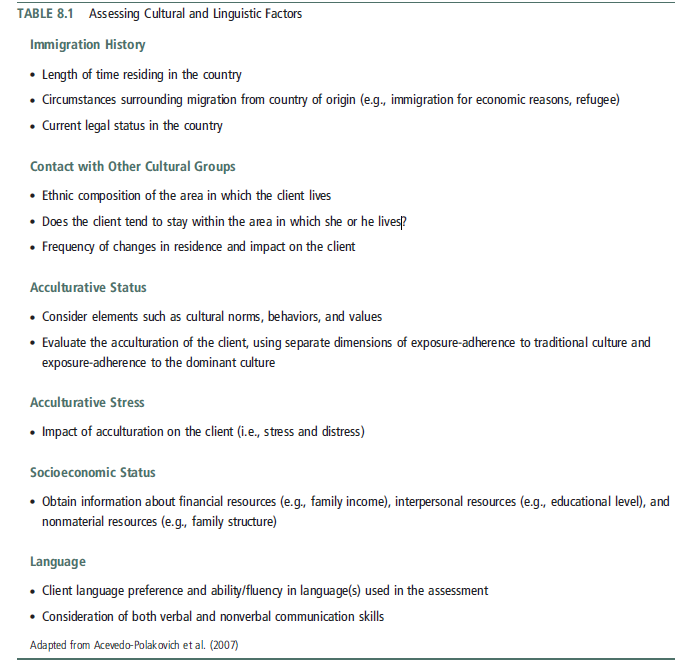 TABLE 8.1 Assessing Cultural and Linguistic Factors
Immigration History
• Length of time residing in the country
• Circumstances surrounding migration from country of origin (e.g., immigration for economic reasons, refugee)
• Current legal status in the country
Contact with Other Cultural Groups
• Ethnic composition of the area in which the client lives
• Does the client tend to stay within the area in which she or he lives?
• Frequency of changes in residence and impact on the client
Acculturative Status
• Consider elements such as cultural norms, behaviors, and values
• Evaluate the acculturation of the client, using separate dimensions of exposure-adherence to traditional culture and
exposure-adherence to the dominant culture
Acculturative Stress
• Impact of acculturation on the client (i.e., stress and distress)
Socioeconomic Status
• Obtain information about financial resources (e.g., family income), interpersonal resources (e.g., educational level), and
nonmaterial resources (e.g., family structure)
Language
• Client language preference and ability/fluency in language(s) used in the assessment
• Consideration of both verbal and nonverbal communication skills
Adapted from Acevedo-Polakovich et al. (2007)